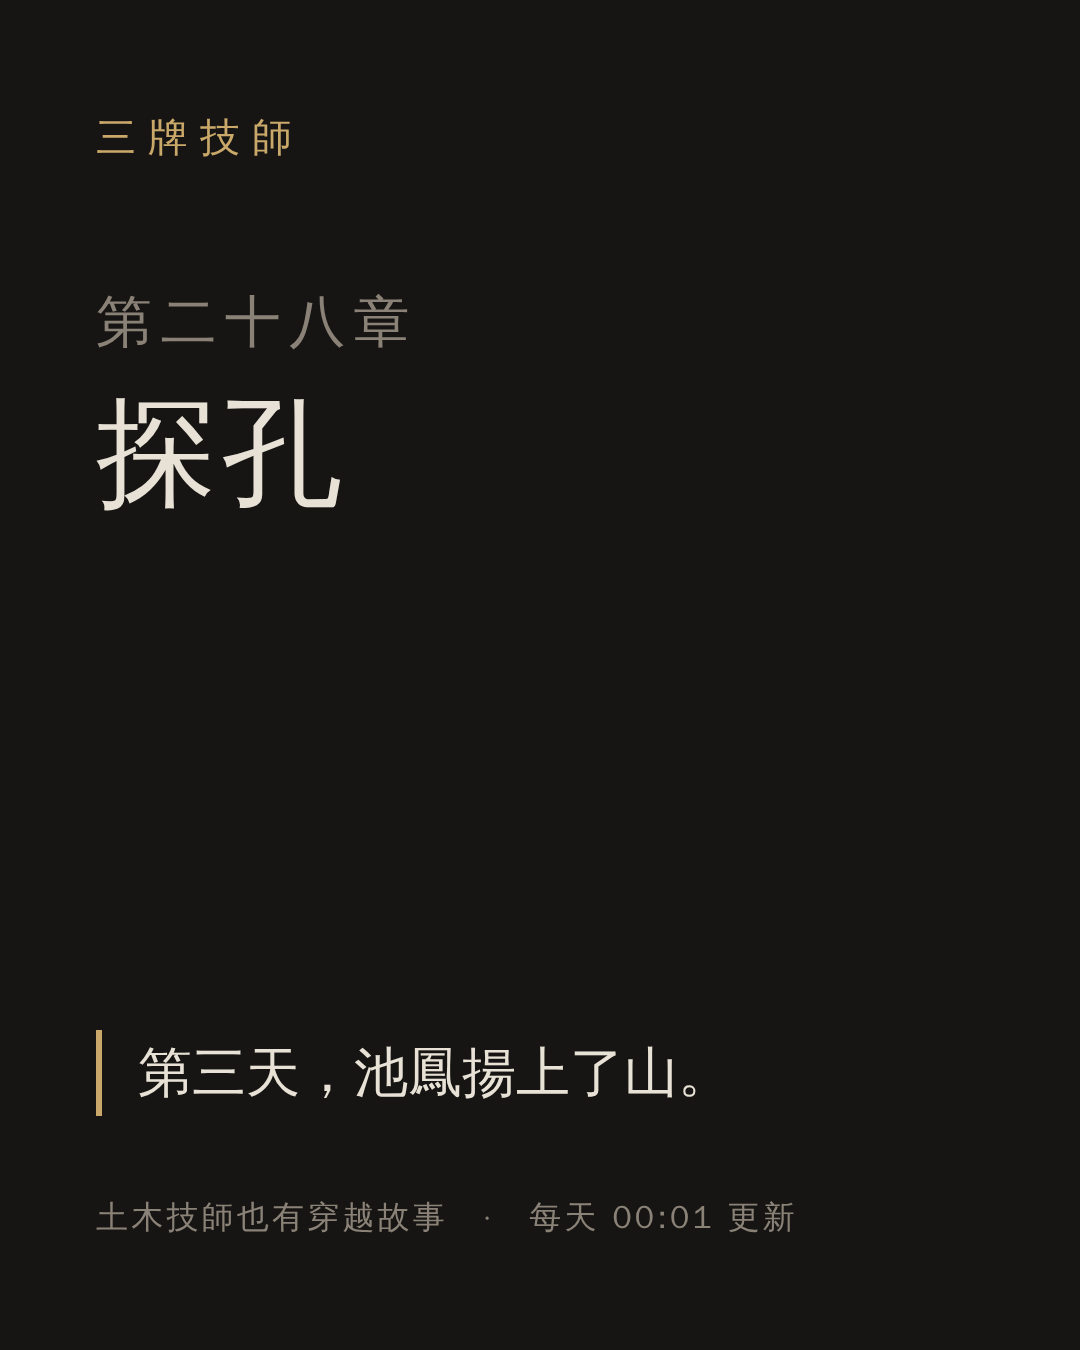 三牌技師
第二十八章
探孔
第三天，池鳳揚上了山。
土木技師也有穿越故事 · 每天 00:01 更新